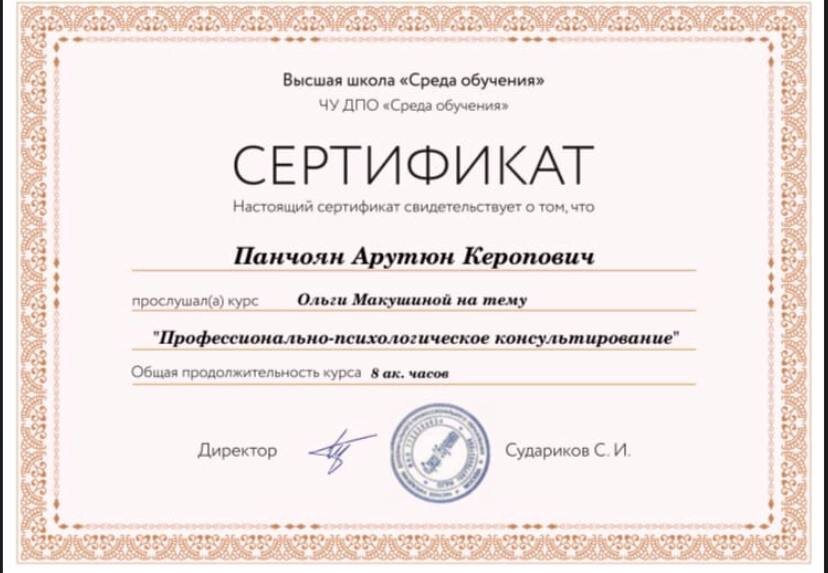 Высшая школа «Среда обучения»
ЧУ ДПО «Среда обучения»
СЕРТИФИКАТ
Настоящий сертификат свидетельствует о том, что
Панчоян Арутюн Керопович
прослушал(а) курс Ольги Макушиной на тему
"Профессионально-психологическое консультирование"
Общая продолжительность курса 8 ак. часов
Директор Судариков С. И.